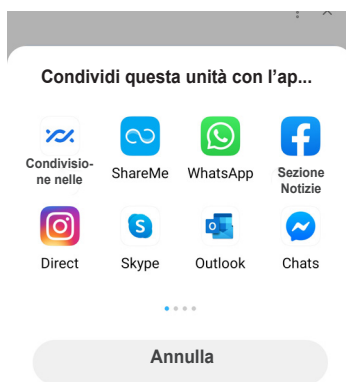 Condividi questa unità con l'ap...
Condivisio-
ne nelle
ShareMe
WhatsApp
Sezione
Notizie
Direct
Skype
Outlook
Chats
Annulla